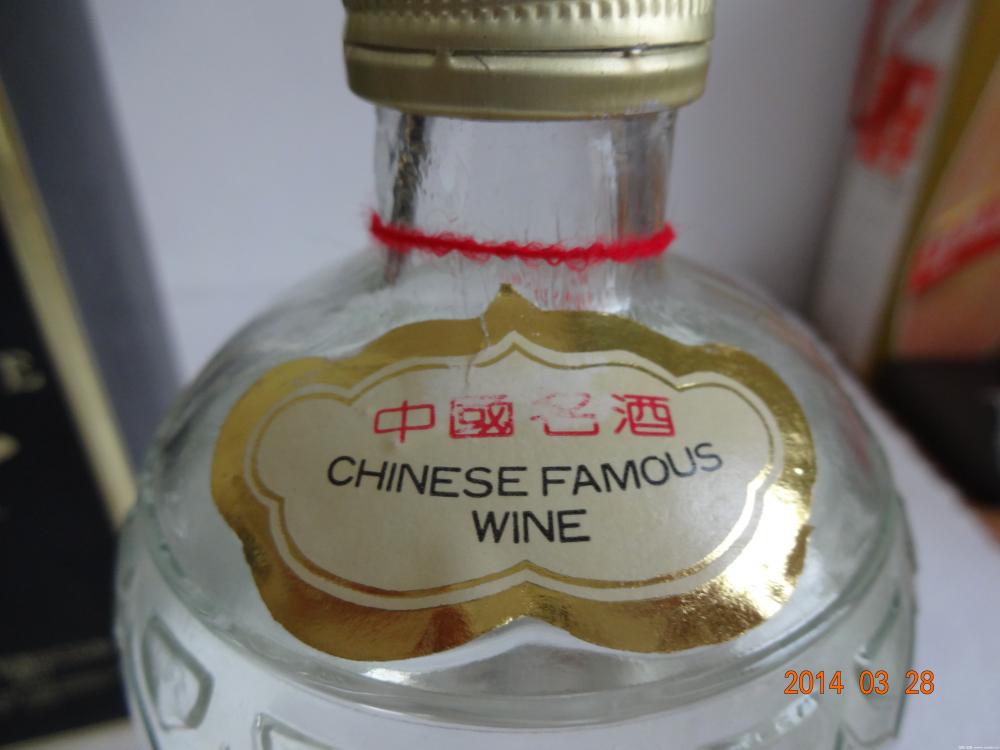 中國名酒
CHINESE FAMOUS
WINE
2014 03 28